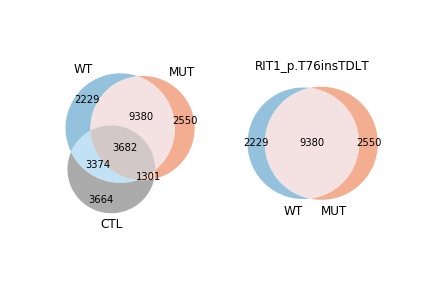 WT
MUT
2229
9380
2550
3682
3374
1301
3664
CTL
RIT1_p.T76insTDLT
2229
9380
2550
WT
MUT